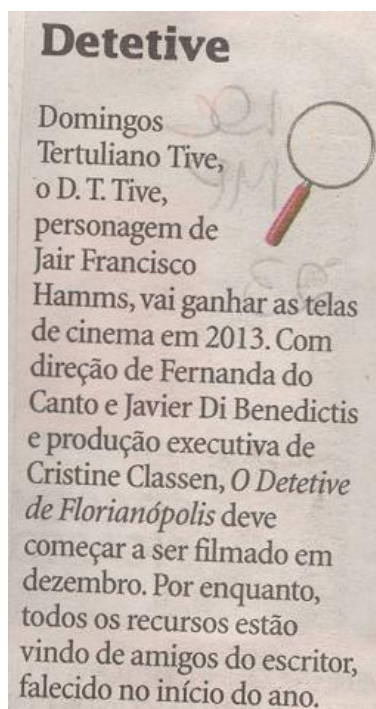 Detetive
Domingos
Tertuliano Tive,
o D. T. Tive,
personagem de
Jair Francisco
Hamms, vai ganhar as telas
de cinema em 2013. Com
direção de Fernanda do
Canto e Javier Di Benedictis
e produção executiva de
Cristine Classen, O Detetive
de Florianópolis deve
começar a ser filmado em
dezembro. Por enquanto,
todos os recursos estão
vindo de amigos do escritor,
falecido no início do ano.